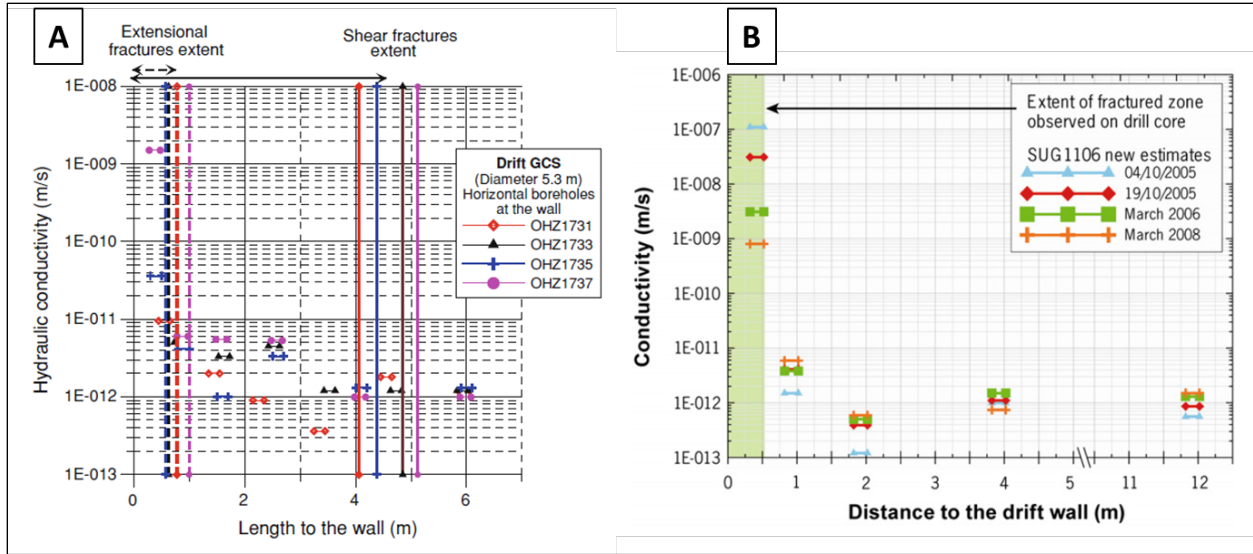 A
Extensional
fractures extent
Shear fractures
extent
1E-008
1E-009
1E-010
1E-011
1E-012
1E-013
Hydraulic conductivity (m/s)
Drift GCS
(Diameter 5.3 m)
Horizontal boreholes
at the wall
OHZ1731
OHZ1733
OHZ1735
OHZ1737
0 2 4 6
Length to the wall (m)
B
1E-006
1E-007
1E-008
1E-009
1E-010
1E-011
1E-012
1E-013
Conductivity (m/s)
Extent of fractured zone
observed on drill core
SUG1106 new estimates
04/10/2005
19/10/2005
March 2006
March 2008
0 1 2 3 4 5 11 12
Distance to the drift wall (m)